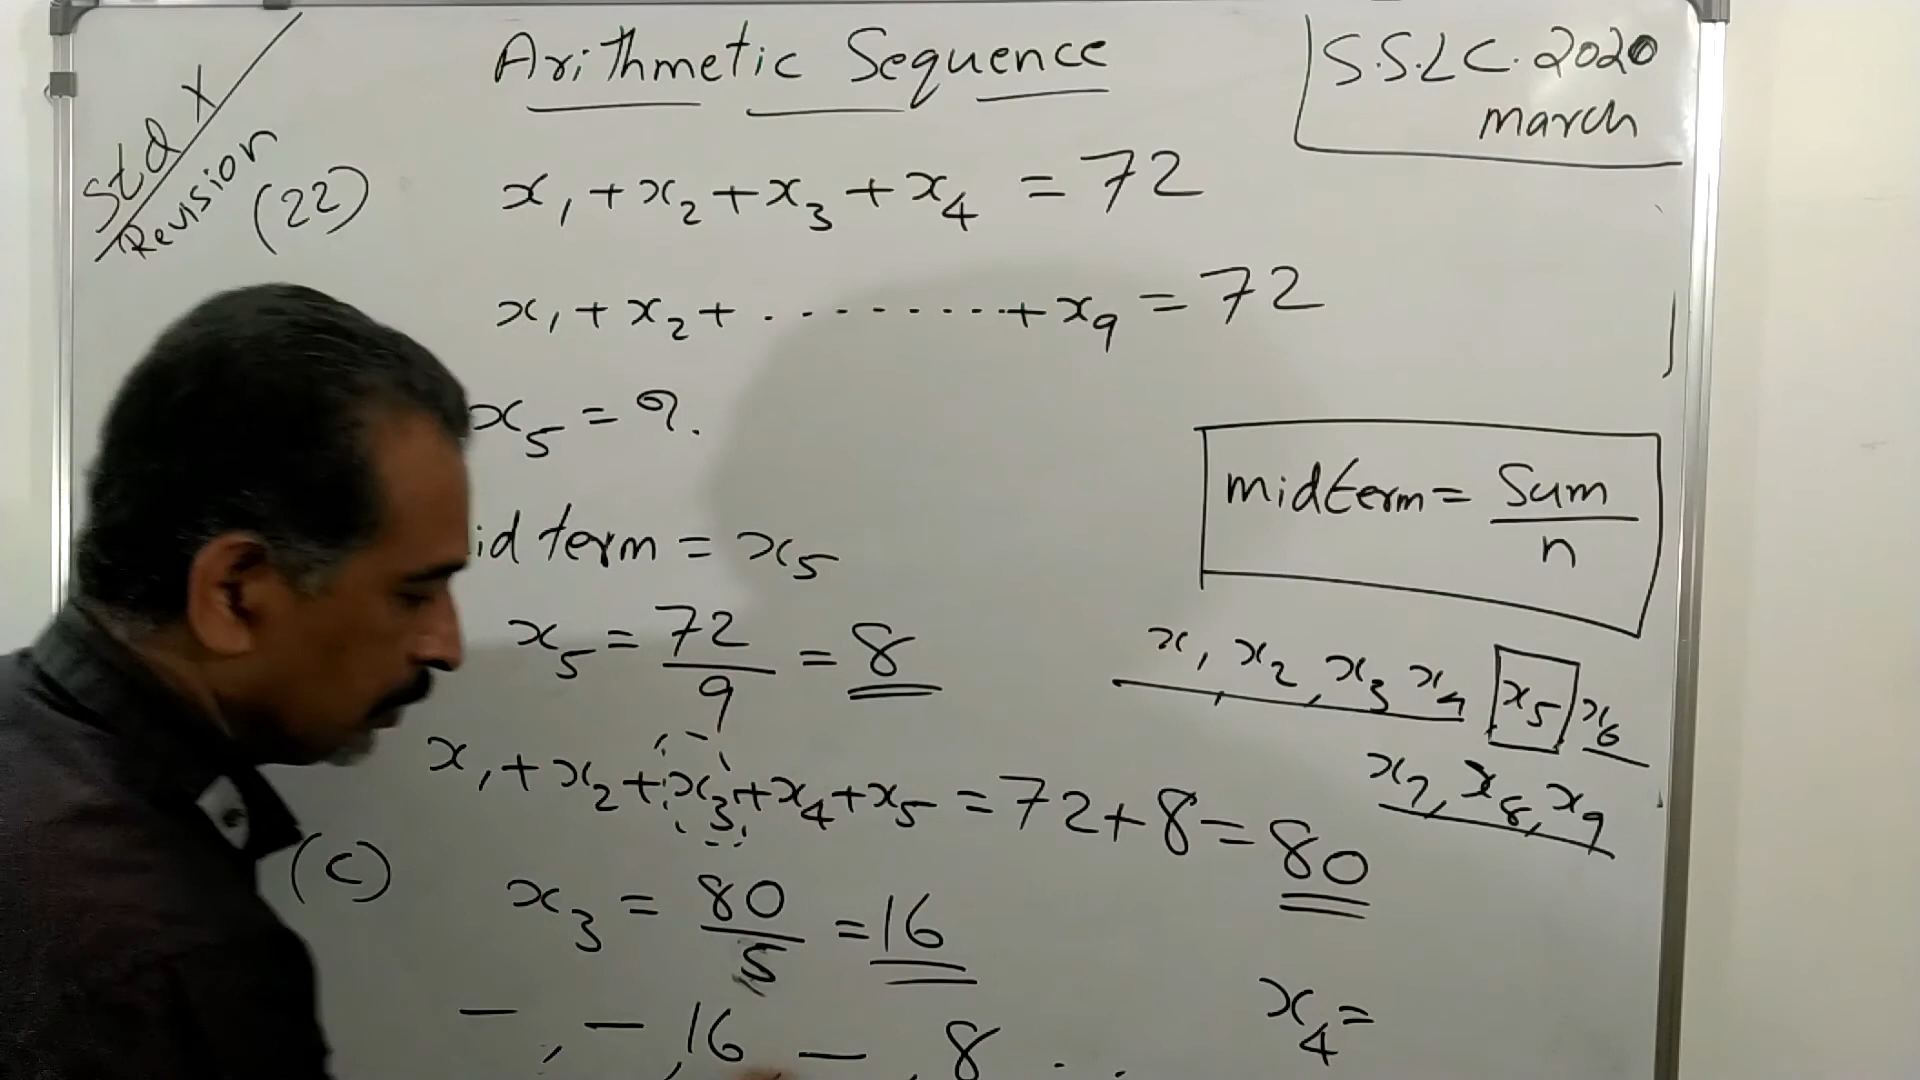 Arithmetic Sequence
S.S.L.C. 2020
march
Std X
Revision
(22)
x₁ + x₂ + x₃ + x₄ = 72
x₁ + x₂ + . . . . . . . . . + x₉ = 72
x₅ = ?.
id term = x₅
midterm = Sum/n
x₅ = 72/9 = 8
x₁, x₂, x₃ x₄ x₅ x₆
x₇, x₈, x₉
x₁ + x₂ + x₃ + x₄ + x₅ = 72 + 8 = 80
(C)
x₃ = 80/5 = 16
x₄ =
—, —, 16, —, 8 . .